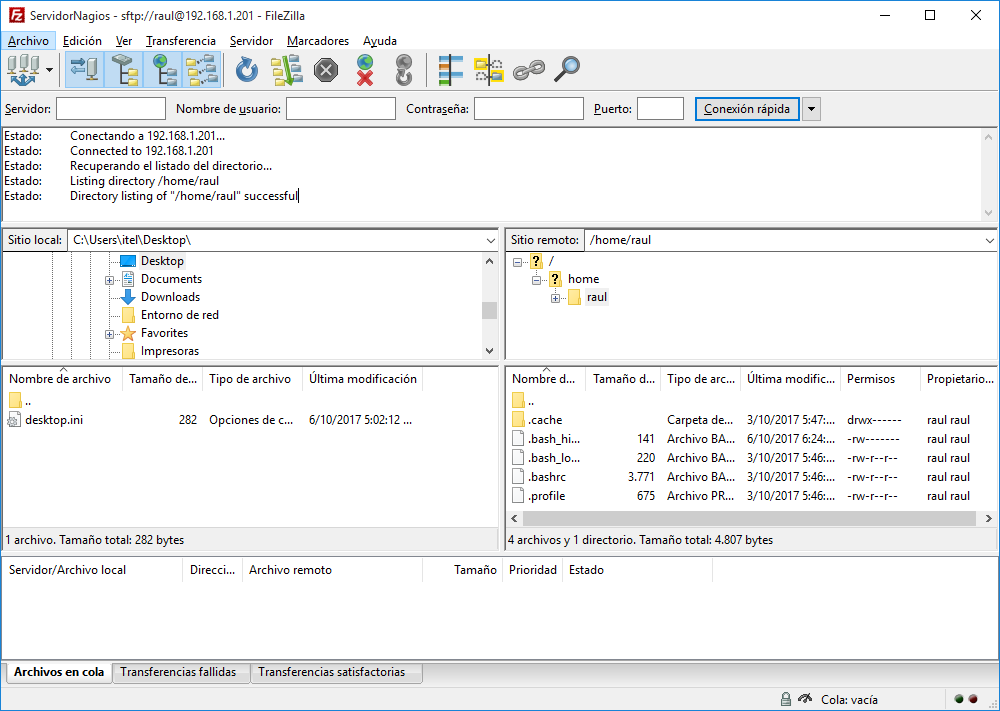 ServidorNagios - sftp://raul@192.168.1.201 - FileZilla
Archivo Edición Ver Transferencia Servidor Marcadores Ayuda
Servidor: Nombre de usuario: Contraseña: Puerto: Conexión rápida
Estado: Conectando a 192.168.1.201...
Estado: Connected to 192.168.1.201
Estado: Recuperando el listado del directorio...
Estado: Listing directory /home/raul
Estado: Directory listing of "/home/raul" successful
Sitio local: C:\Users\itel\Desktop\
Desktop
Documents
Downloads
Entorno de red
Favorites
Impresoras
Sitio remoto: /home/raul
/
home
raul
Nombre de archivo Tamaño de... Tipo de archivo Última modificación
..
desktop.ini 282 Opciones de c... 6/10/2017 5:02:12 ...
1 archivo. Tamaño total: 282 bytes
Nombre d... Tamaño d... Tipo de arc... Última modific... Permisos Propietario...
..
.cache Carpeta de... 3/10/2017 5:47:... drwx------ raul raul
.bash_hi... 141 Archivo BA... 6/10/2017 6:24:... -rw------- raul raul
.bash_lo... 220 Archivo BA... 3/10/2017 5:46:... -rw-r--r-- raul raul
.bashrc 3.771 Archivo BA... 3/10/2017 5:46:... -rw-r--r-- raul raul
.profile 675 Archivo PR... 3/10/2017 5:46:... -rw-r--r-- raul raul
4 archivos y 1 directorio. Tamaño total: 4.807 bytes
Servidor/Archivo local Direcci... Archivo remoto Tamaño Prioridad Estado
Archivos en cola Transferencias fallidas Transferencias satisfactorias
Cola: vacía